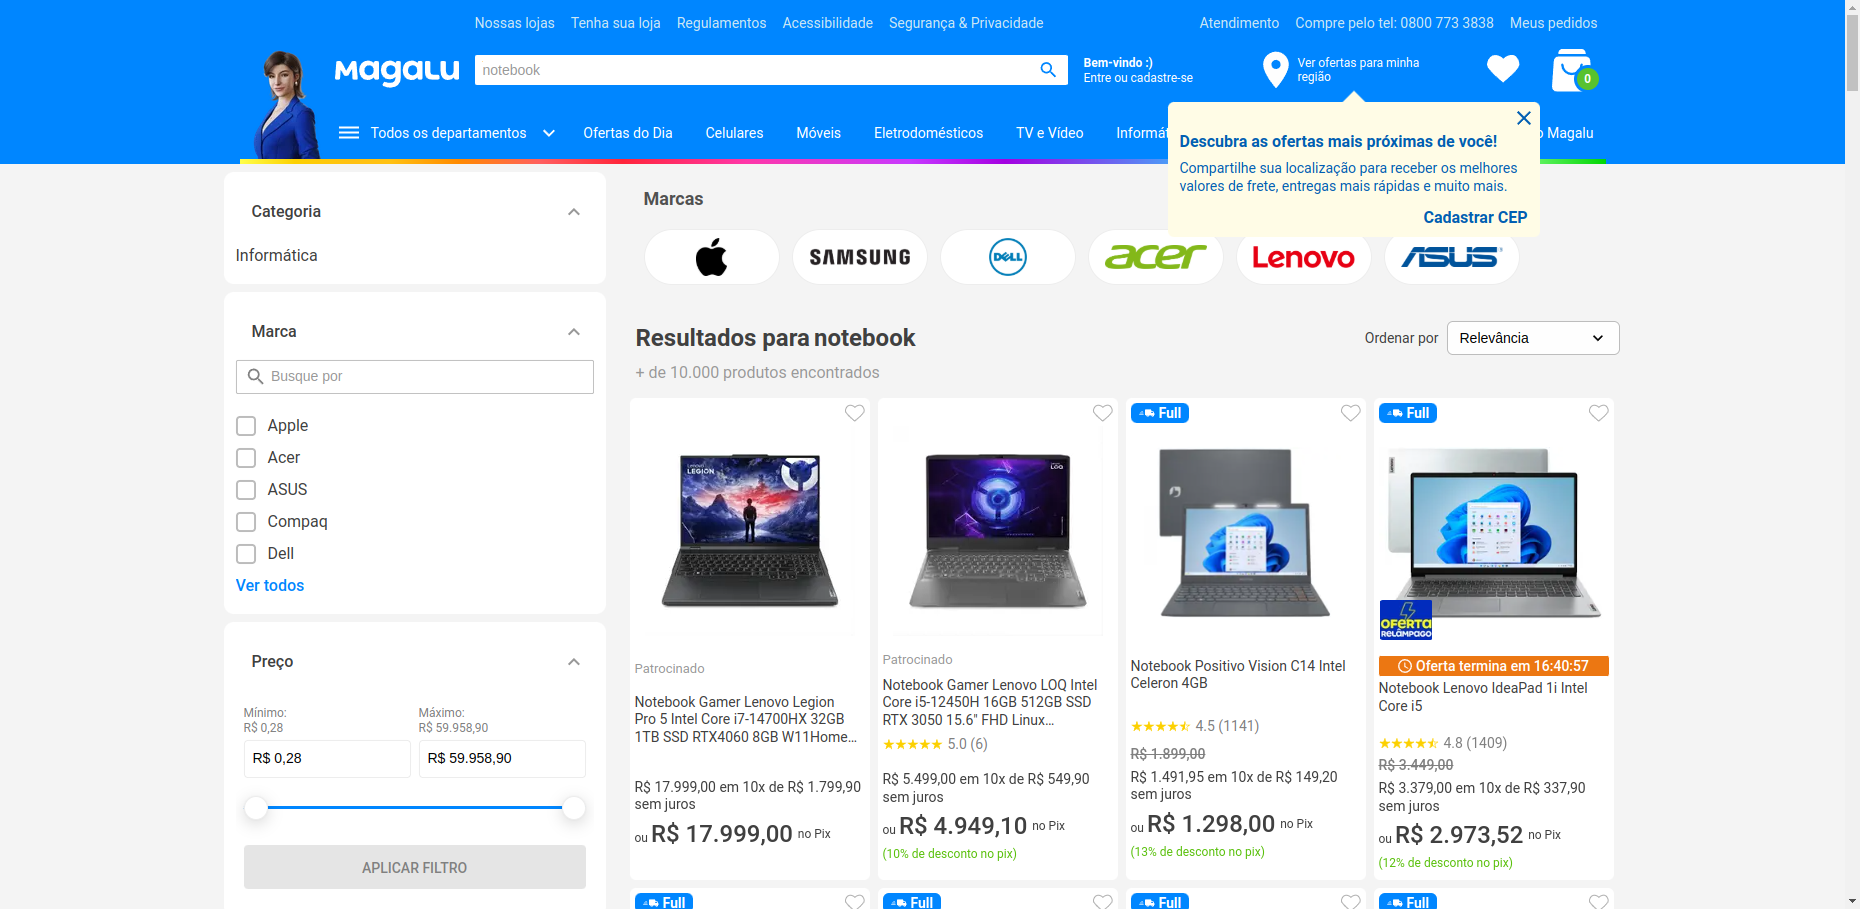 Nossas lojas
Tenha sua loja
Regulamentos
Acessibilidade
Segurança & Privacidade
Atendimento
Compre pelo tel: 0800 773 3838
Meus pedidos
Magalu
notebook
Bem-vindo :)
Entre ou cadastre-se
Ver ofertas para minha
região
0
Todos os departamentos
Ofertas do Dia
Celulares
Móveis
Eletrodomésticos
TV e Vídeo
Informát
o Magalu
Descubra as ofertas mais próximas de você!
Compartilhe sua localização para receber os melhores
valores de frete, entregas mais rápidas e muito mais.
Cadastrar CEP
Categoria
Informática
Marca
Busque por
Apple
Acer
ASUS
Compaq
Dell
Ver todos
Preço
Mínimo:
R$ 0,28
Máximo:
R$ 59.958,90
R$ 0,28
R$ 59.958,90
APLICAR FILTRO
Marcas
SAMSUNG
DELL
acer
Lenovo
ASUS
Resultados para notebook
+ de 10.000 produtos encontrados
Ordenar por
Relevância
Lenovo
LEGION
Patrocinado
Notebook Gamer Lenovo Legion
Pro 5 Intel Core i7-14700HX 32GB
1TB SSD RTX4060 8GB W11Home...
R$ 17.999,00 em 10x de R$ 1.799,90
sem juros
ou R$ 17.999,00 no Pix
LOQ
Patrocinado
Notebook Gamer Lenovo LOQ Intel
Core i5-12450H 16GB 512GB SSD
RTX 3050 15.6" FHD Linux...
5.0 (6)
R$ 5.499,00 em 10x de R$ 549,90
sem juros
ou R$ 4.949,10 no Pix
(10% de desconto no pix)
Full
Notebook Positivo Vision C14 Intel
Celeron 4GB
4.5 (1141)
R$ 1.899,00
R$ 1.491,95 em 10x de R$ 149,20
sem juros
ou R$ 1.298,00 no Pix
(13% de desconto no pix)
Full
OFERTA
RELÂMPAGO
Oferta termina em 16:40:57
Notebook Lenovo IdeaPad 1i Intel
Core i5
4.8 (1409)
R$ 3.449,00
R$ 3.379,00 em 10x de R$ 337,90
sem juros
ou R$ 2.973,52 no Pix
(12% de desconto no pix)
Full
Full
Full
Full